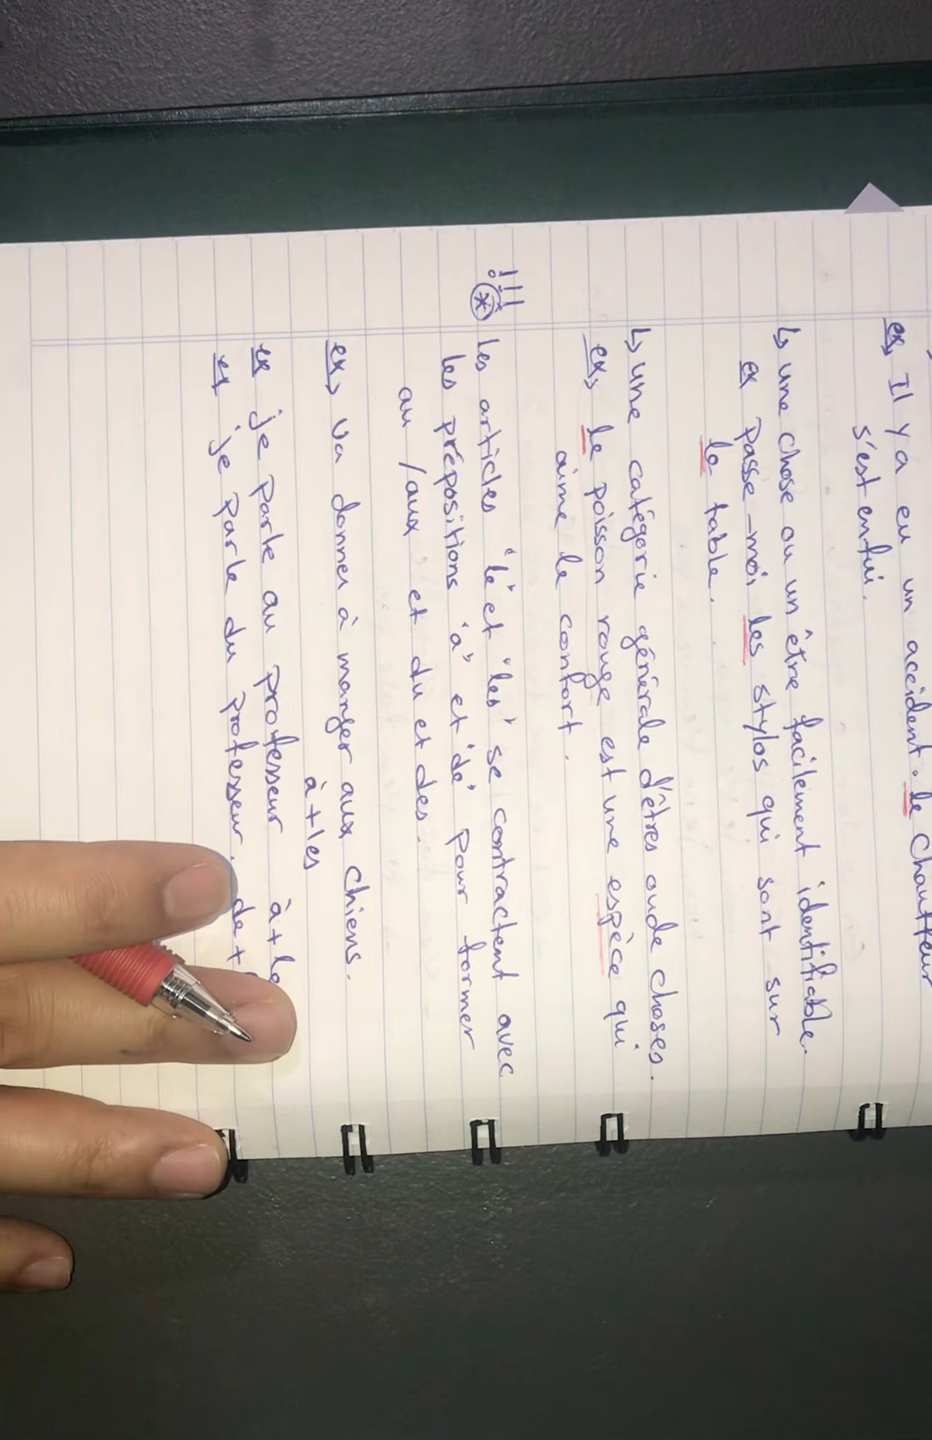 ex, Il y a eu un accident. le chauffeur
s'est enfui.
↳ une chose ou un être facilement identifiable.
ex Passe-moi les stylos qui sont sur
la table.
↳ une catégorie générale d'êtres oude choses.
ex, le poisson rouge est une espèce qui
aime le confort.
!!!
* les articles "le" et "les" se contractent avec
les prépositions "à" et "de" pour former
au/aux et du et des.
ex, Va donner à manger aux chiens.
à+les
ex je parle au professeur à+le
ex je parle du professeur. de+